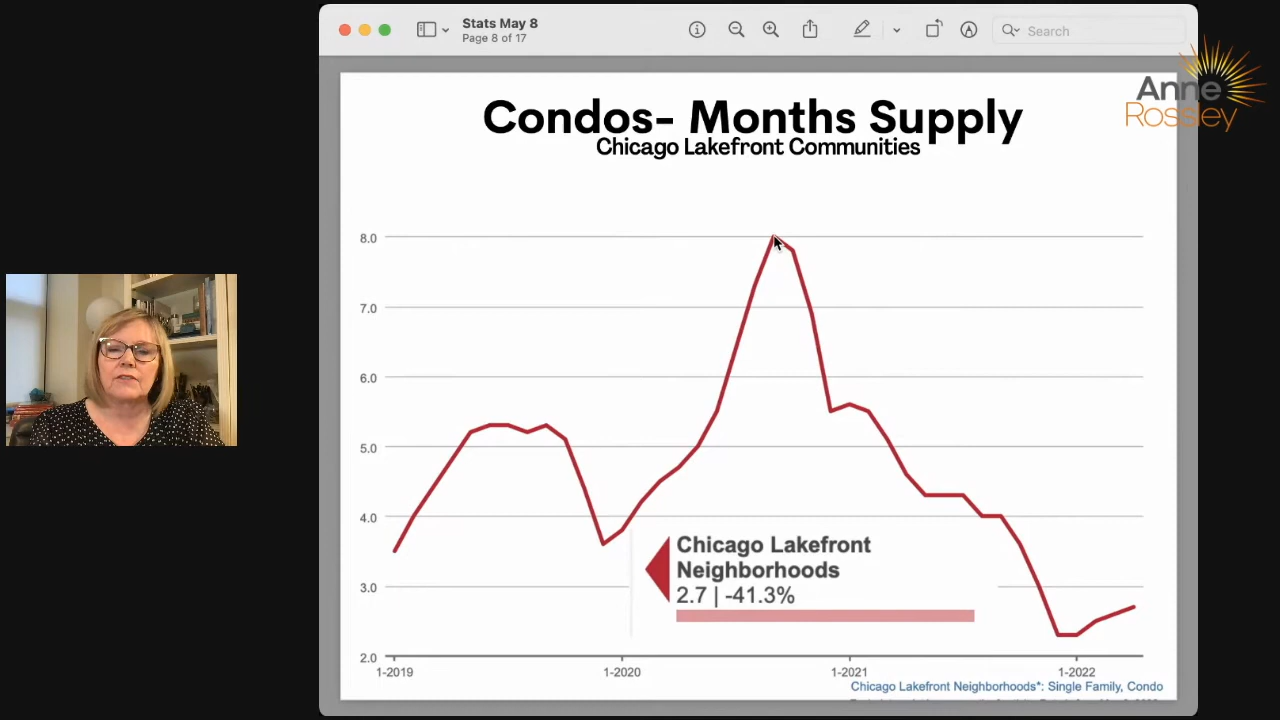 Stats May 8
Page 8 of 17
Search
Anne
Rossley
Condos- Months Supply
Chicago Lakefront Communities
8.0
7.0
6.0
5.0
4.0
3.0
2.0
Chicago Lakefront
Neighborhoods
2.7 | -41.3%
1-2019
1-2020
1-2021
1-2022
Chicago Lakefront Neighborhoods*: Single Family, Condo